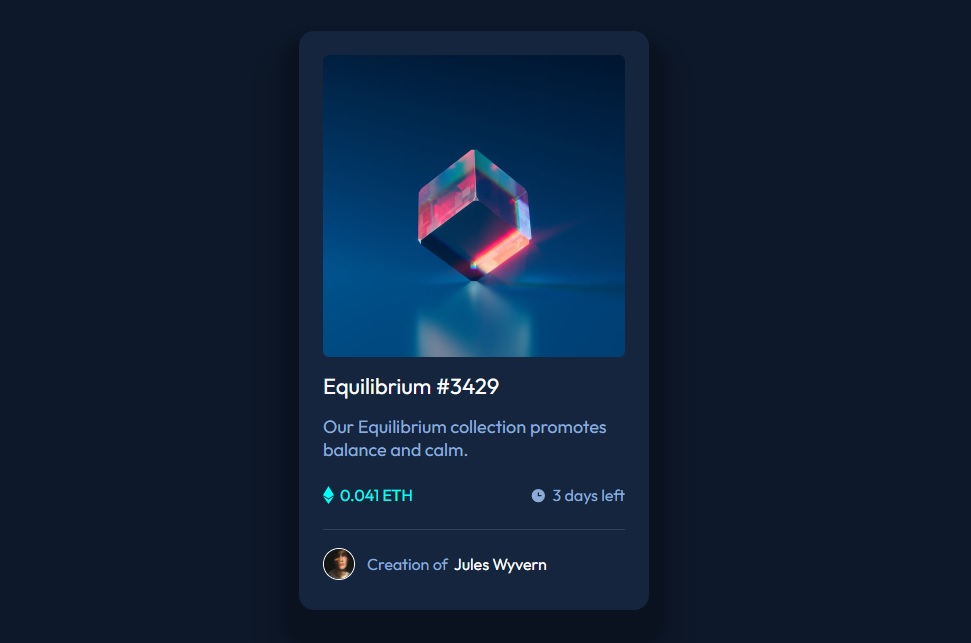 Equilibrium #3429
Our Equilibrium collection promotes
balance and calm.
0.041 ETH
3 days left
Creation of Jules Wyvern